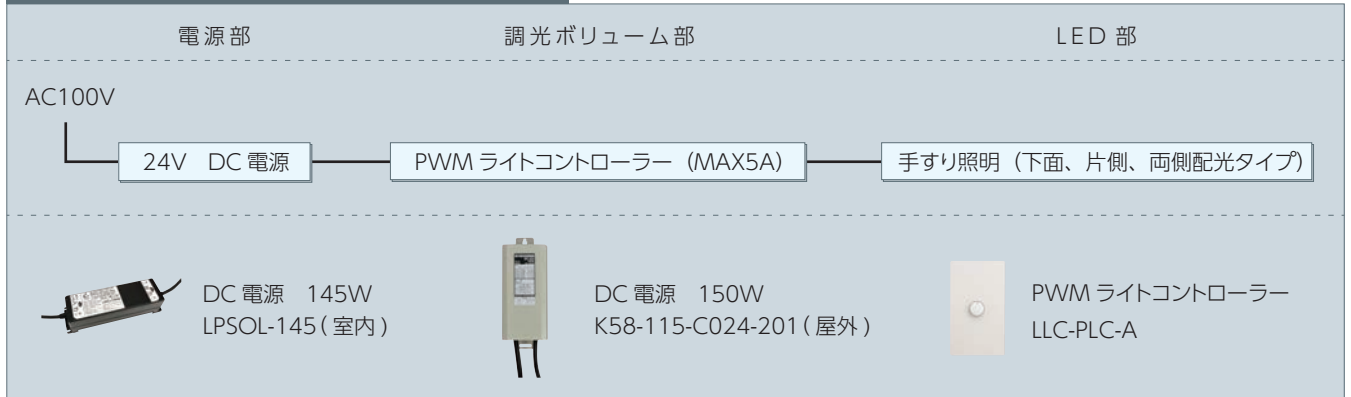 電源部
調光ボリューム部
LED 部
AC100V
24V DC 電源
PWM ライトコントローラー（MAX5A）
手すり照明（下面、片側、両側配光タイプ）
DC 電源 145W
LPSOL-145( 室内 )
DC 電源 150W
K58-115-C024-201( 屋外 )
PWM ライトコントローラー
LLC-PLC-A